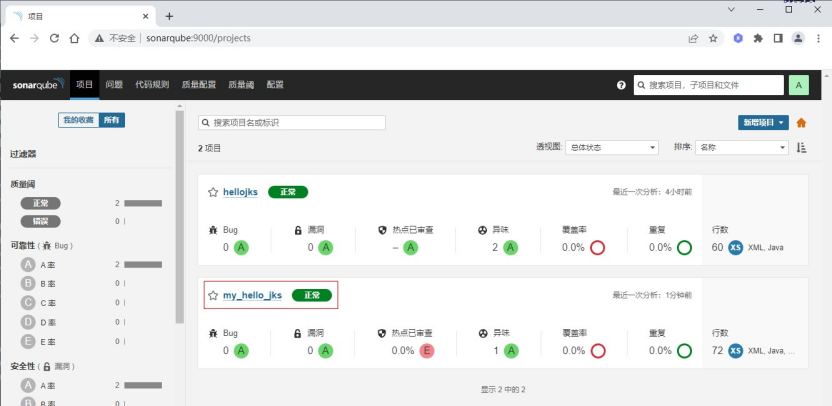 项目
不安全 sonarqube:9000/projects
sonarqube 项目 问题 代码规则 质量配置 质量阈 配置 搜索项目，子项目和文件 A
我的收藏 所有
搜索项目名或标识
新增项目
过滤器
2 项目
透视图: 总体状态
排序: 名称
质量阈
正常 2
错误 0
可靠性 ( Bug )
A A 率 2
B B 率 0
C C 率 0
D D 率 0
E E 率 0
安全性 ( 漏洞 )
A A 率 2
B B 率 0
hellojks 正常
最近一次分析: 4小时前
Bug 漏洞 热点已审查 异味 覆盖率 重复 行数
0 A 0 A – A 2 A 0.0% 0.0% 60 XS XML, Java
my_hello_jks 正常
最近一次分析: 1分钟前
Bug 漏洞 热点已审查 异味 覆盖率 重复 行数
0 A 0 A 0.0% E 1 A 0.0% 0.0% 72 XS XML, Java, ...
显示 2 中的 2